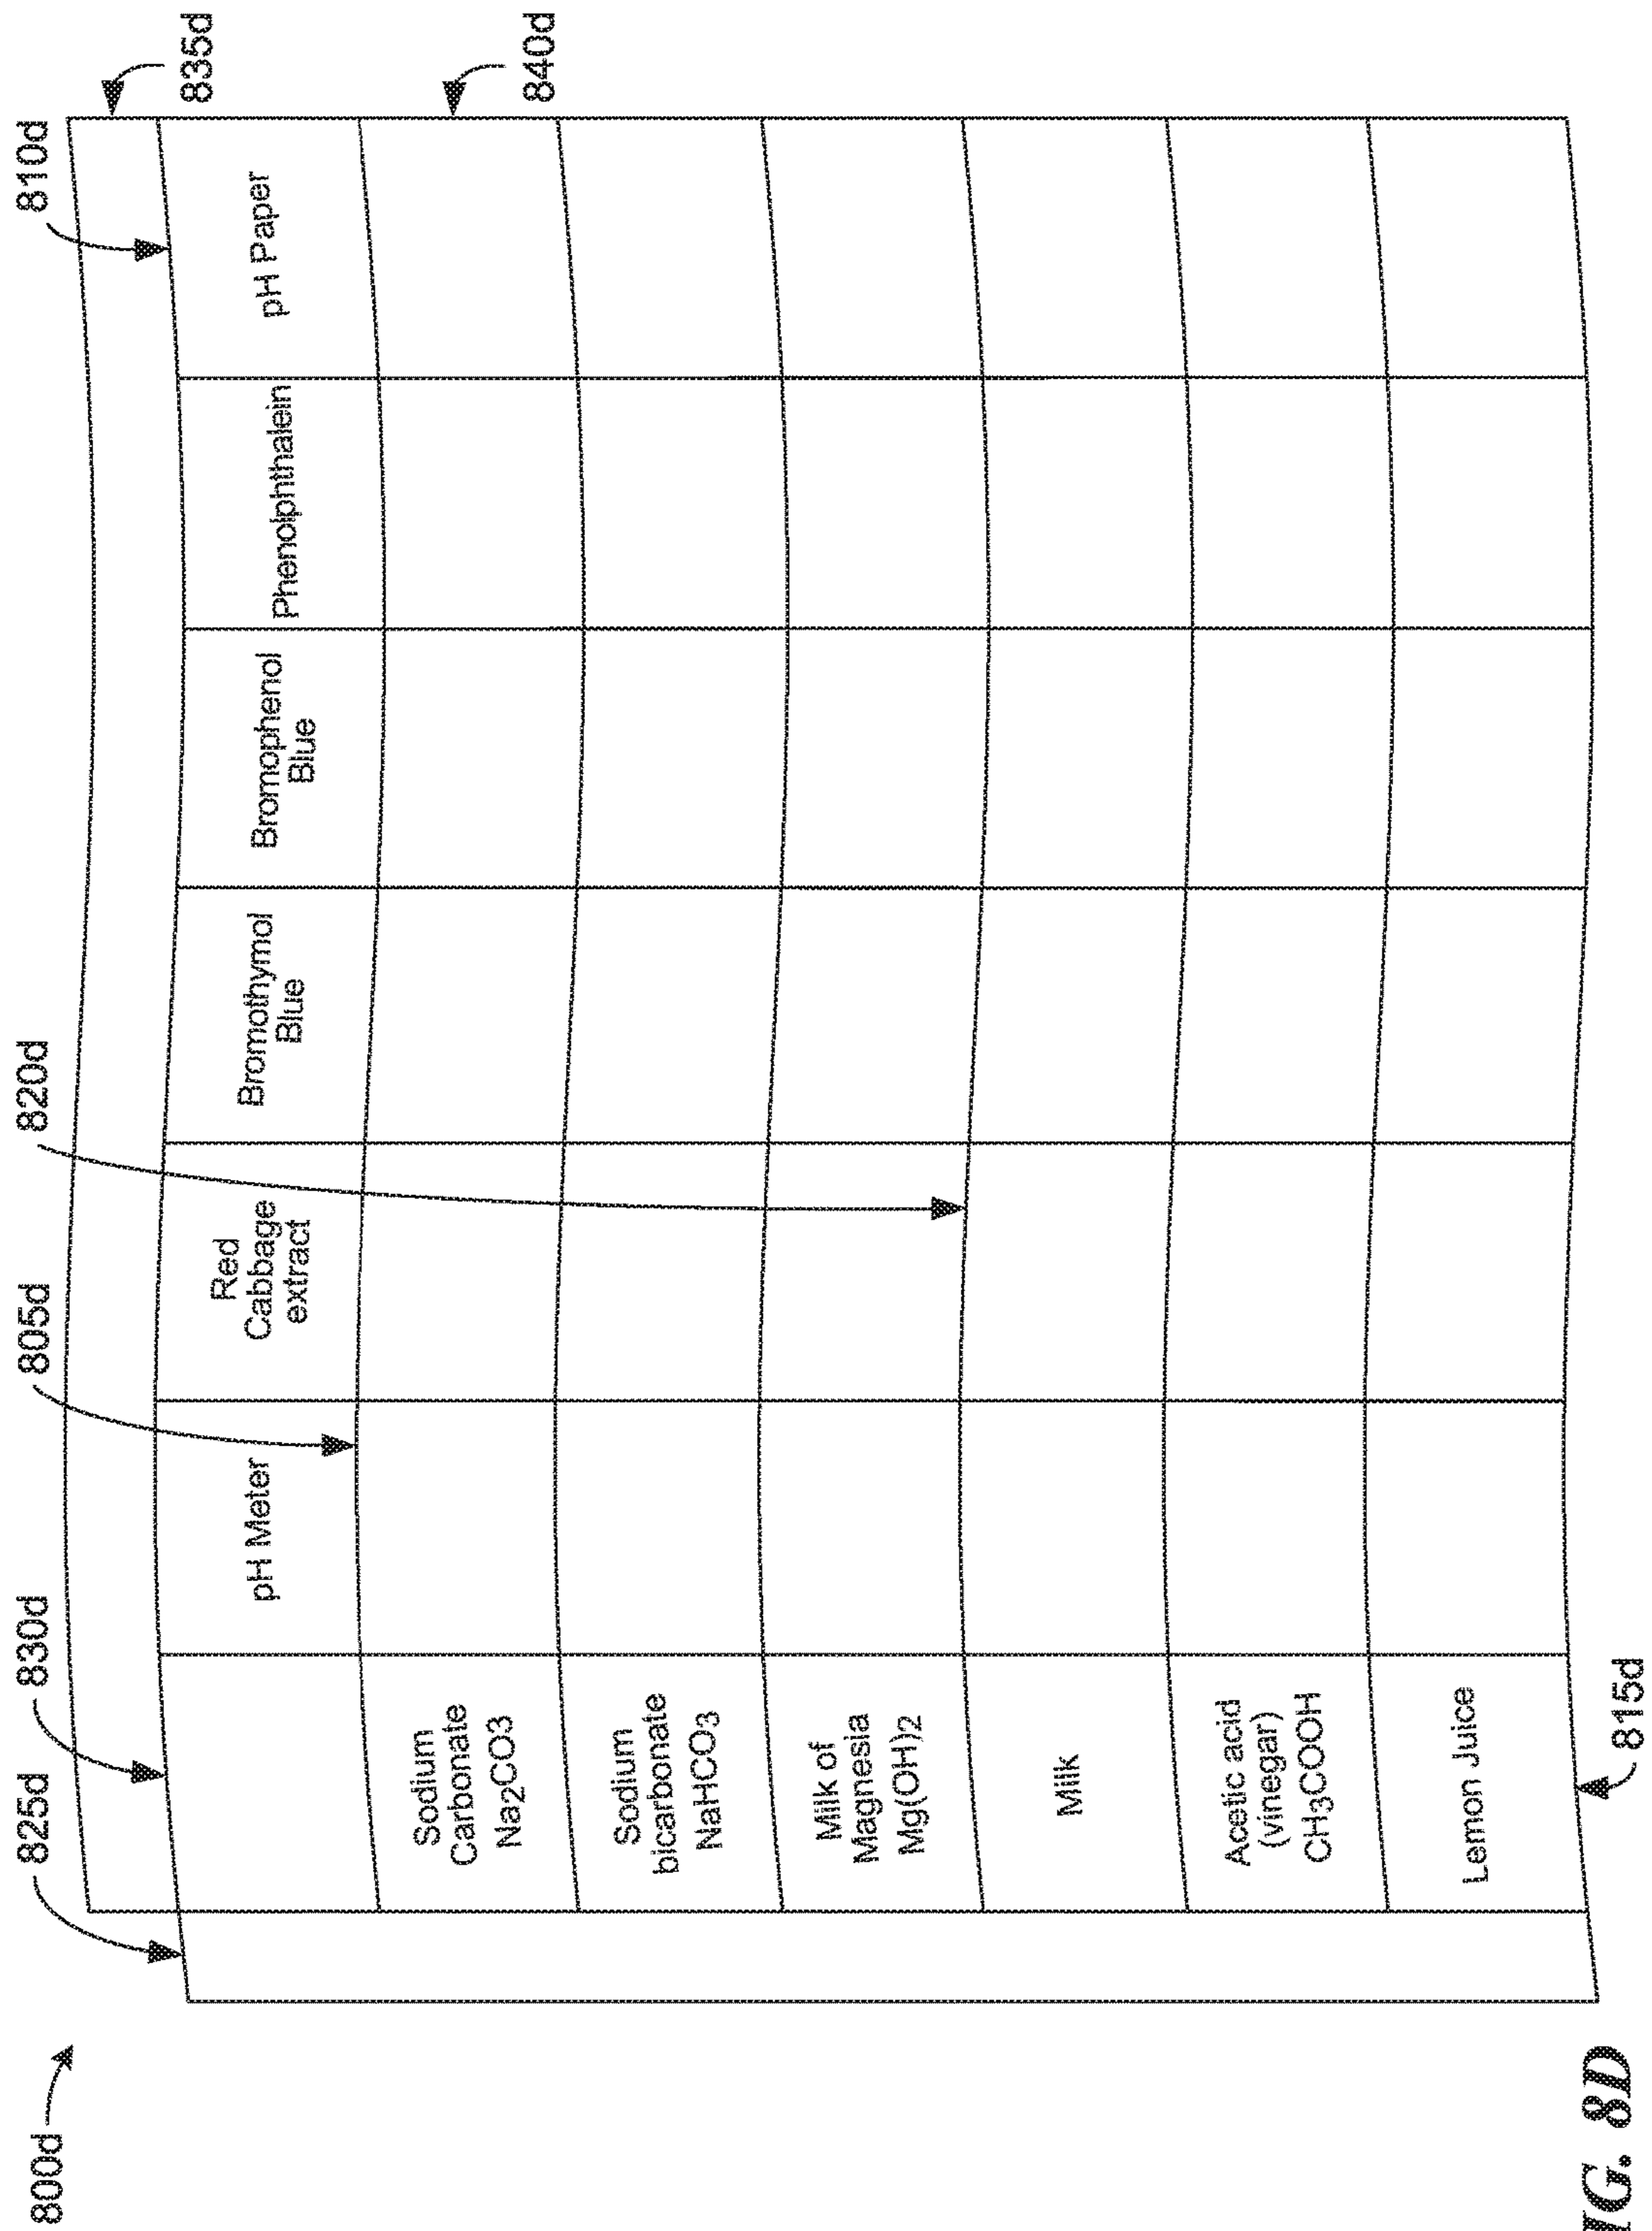 800d
825d
830d
805d
820d
810d
835d
840d
pH Meter
Red
Cabbage
extract
Bromothymol
Blue
Bromophenol
Blue
Phenolphthalein
pH Paper
Sodium
Carbonate
Na2CO3
Sodium
bicarbonate
NaHCO3
Milk of
Magnesia
Mg(OH)2
Milk
Acetic acid
(vinegar)
CH3COOH
Lemon Juice
815d
IG. 8D